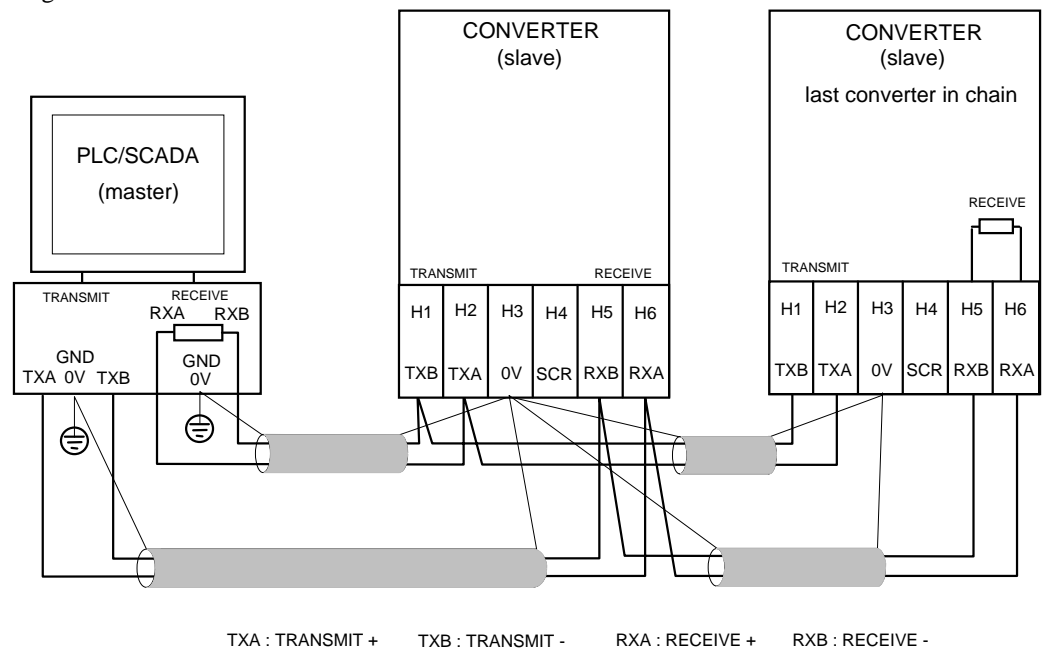 CONVERTER
(slave)
CONVERTER
(slave)
last converter in chain
PLC/SCADA
(master)
RECEIVE
TRANSMIT RECEIVE
TRANSMIT
TRANSMIT RECEIVE
RXA RXB
H1 H2 H3 H4 H5 H6
H1 H2 H3 H4 H5 H6
GND
GND
TXA 0V TXB
0V
TXB TXA 0V SCR RXB RXA
TXB TXA 0V SCR RXB RXA
TXA : TRANSMIT + TXB : TRANSMIT - RXA : RECEIVE + RXB : RECEIVE -